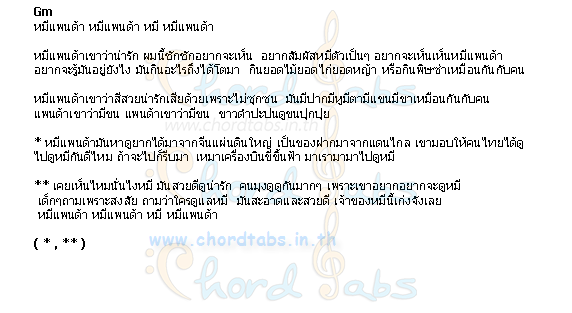 Gm
หมีแพนด้า หมีแพนด้า หมี หมีแพนด้า
หมีแพนด้าเขาว่าน่ารัก ผมนี้ชักชักอยากจะเห็น อยากสัมผัสหมีตัวเป็นๆ อยากจะเห็นเห็นหมีแพนด้า
อยากจะรู้มันอยู่ยังไง มันกินอะไรถึงได้โตมา กินยอดไม้ยอดไก่ยอดหญ้า หรือกินพิซซ่าเหมือนกันกับคน
หมีแพนด้าเขาว่าสีสวยน่ารักเสียด้วยเพราะไม่ซุกซน มันมีปากมีหูมีตามีแขนมีขาเหมือนกันกับคน
แพนด้าเขาว่ามีขน แพนด้าเขาว่ามีขน ขาวดำปะปนดูขนปุกปุย
www.chordtabs.in.th
* หมีแพนด้ามันหาดูยากได้มาจากจีนแผ่นดินใหญ่ เป็นของฝากมาจากแดนไกล เขามอบให้คนไทยได้ดู
ไปดูหมีกันดีไหม ถ้าจะไปก็รีบมา เหมาเครื่องบินขี่ขึ้นฟ้า มาเรามามาไปดูหมี
** เคยเห็นไหมนั่นไงหมี มันสวยดีดูน่ารัก คนมุงดูดูกันมากๆ เพราะเขาอยากอยากจะดูหมี
เด็กๆถามเพราะสงสัย ถามว่าใครดูแลหมี มันสะอาดและสวยดี เจ้าของหมีนี้เก่งจังเลย
หมีแพนด้า หมีแพนด้า หมี หมีแพนด้า
www.chordtabs.in.th
( * , ** )
Chord Tabs